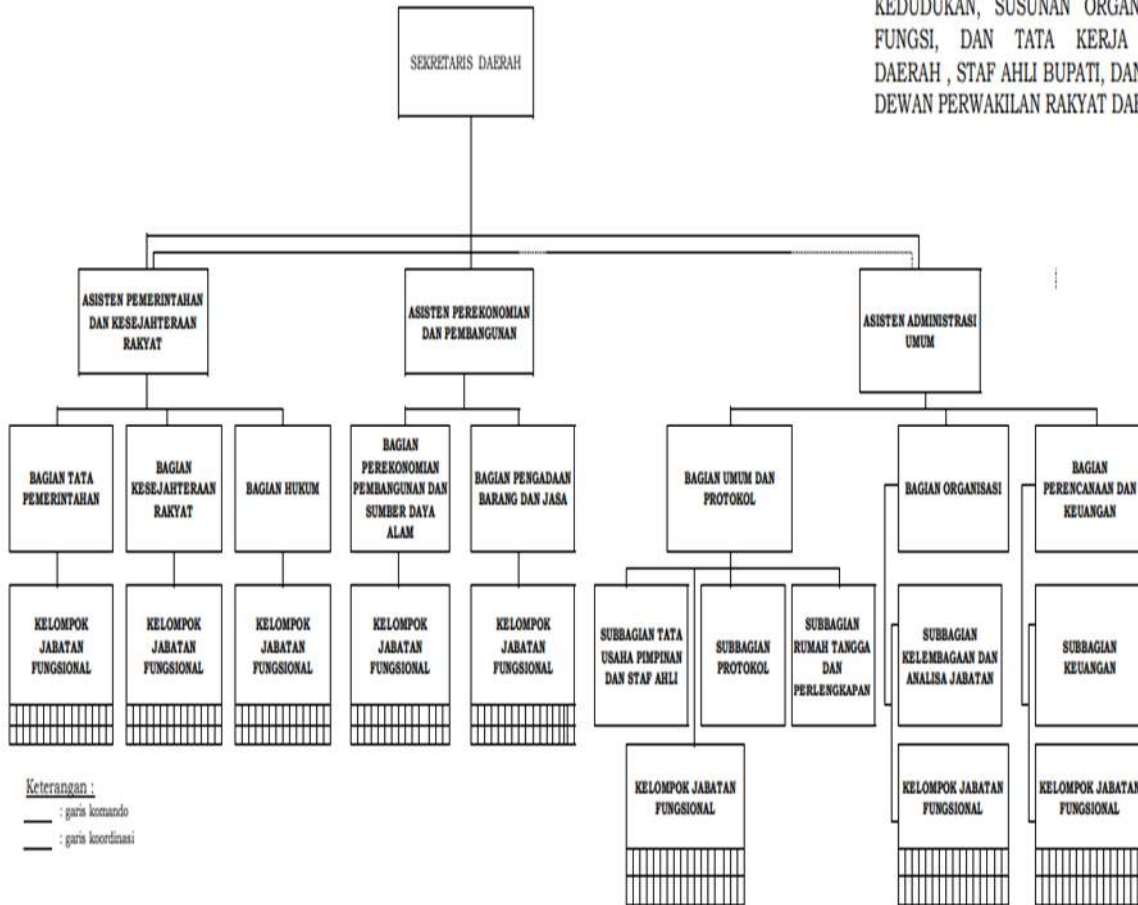 KEDUDUKAN, SUSUNAN ORGAN
FUNGSI, DAN TATA KERJA
DAERAH , STAF AHLI BUPATI, DAN
DEWAN PERWAKILAN RAKYAT DAE
SEKRETARIS DAERAH
ASISTEN PEMERINTAHAN
DAN KESEJAHTERAAN
RAKYAT
ASISTEN PEREKONOMIAN
DAN PEMBANGUNAN
ASISTEN ADMINISTRASI
UMUM
BAGIAN TATA
PEMERINTAHAN
BAGIAN
KESEJAHTERAAN
RAKYAT
BAGIAN HUKUM
BAGIAN
PEREKONOMIAN
PEMBANGUNAN DAN
SUMBER DAYA
ALAM
BAGIAN PENGADAAN
BARANG DAN JASA
BAGIAN UMUM DAN
PROTOKOL
BAGIAN ORGANISASI
BAGIAN
PERENCANAAN DAN
KEUANGAN
KELOMPOK
JABATAN
FUNGSIONAL
KELOMPOK
JABATAN
FUNGSIONAL
KELOMPOK
JABATAN
FUNGSIONAL
KELOMPOK
JABATAN
FUNGSIONAL
KELOMPOK
JABATAN
FUNGSIONAL
SUBBAGIAN TATA
USAHA PIMPINAN
DAN STAF AHLI
SUBBAGIAN
PROTOKOL
SUBBAGIAN
RUMAH TANGGA
DAN
PERLENGKAPAN
SUBBAGIAN
KELEMBAGAAN DAN
ANALISA JABATAN
SUBBAGIAN
KEUANGAN
KELOMPOK JABATAN
FUNGSIONAL
KELOMPOK JABATAN
FUNGSIONAL
KELOMPOK JABATAN
FUNGSIONAL
Keterangan :
: garis komando
: garis koordinasi